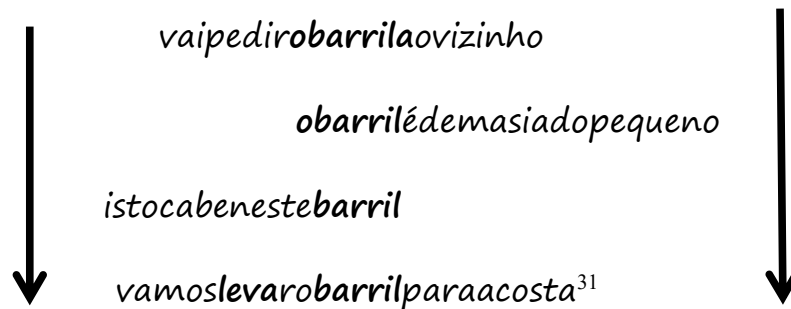 vaipedirobarrilaovizinho
obarrilédemasiadopequeno
istocabenestebarril
vamoslevarobarrilparaacosta³¹